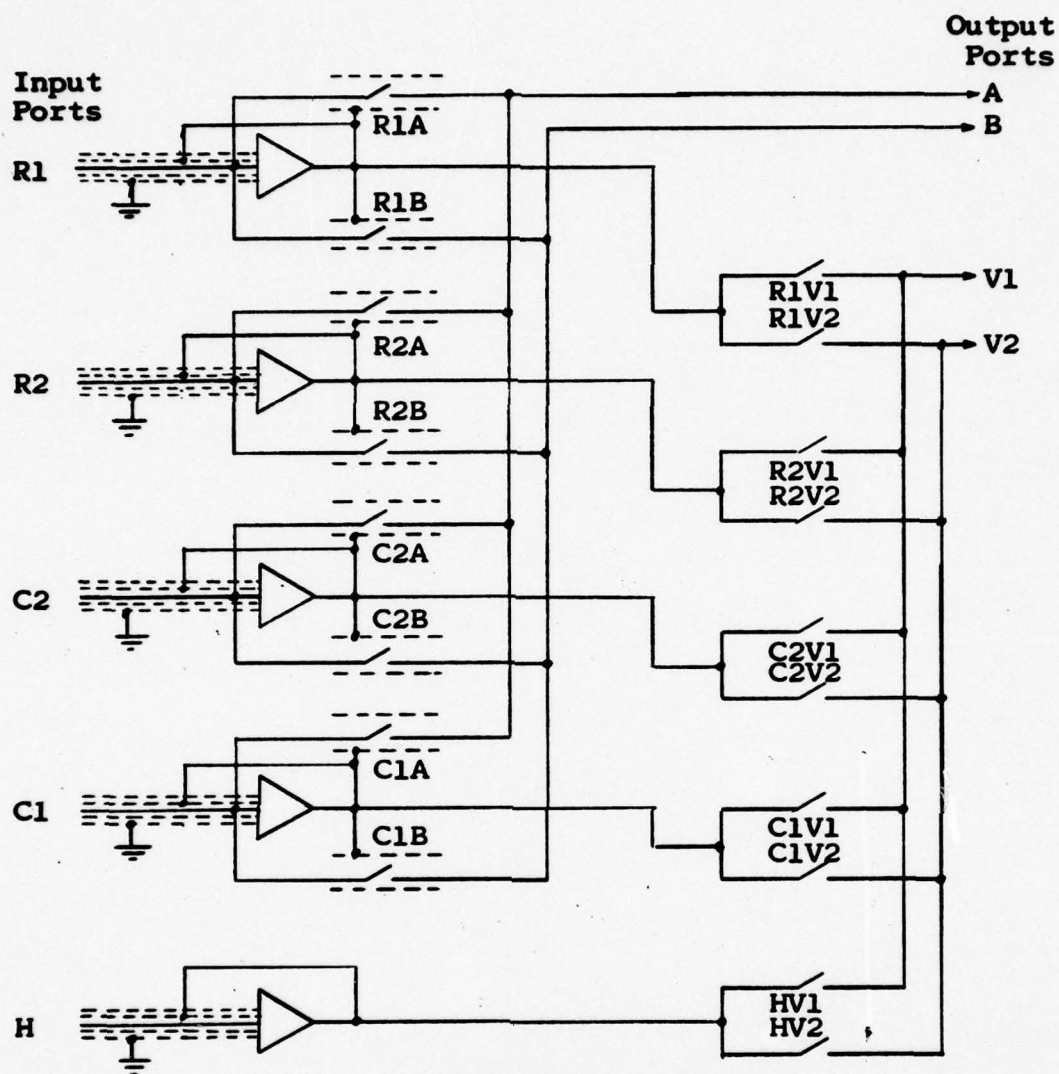 Output
Ports
Input
Ports
A
R1A
B
R1
R1B
V1
R1V1
R1V2
R2A
V2
R2
R2B
R2V1
R2V2
C2A
C2
C2B
C2V1
C2V2
C1A
C1
C1B
C1V1
C1V2
HV1
H
HV2